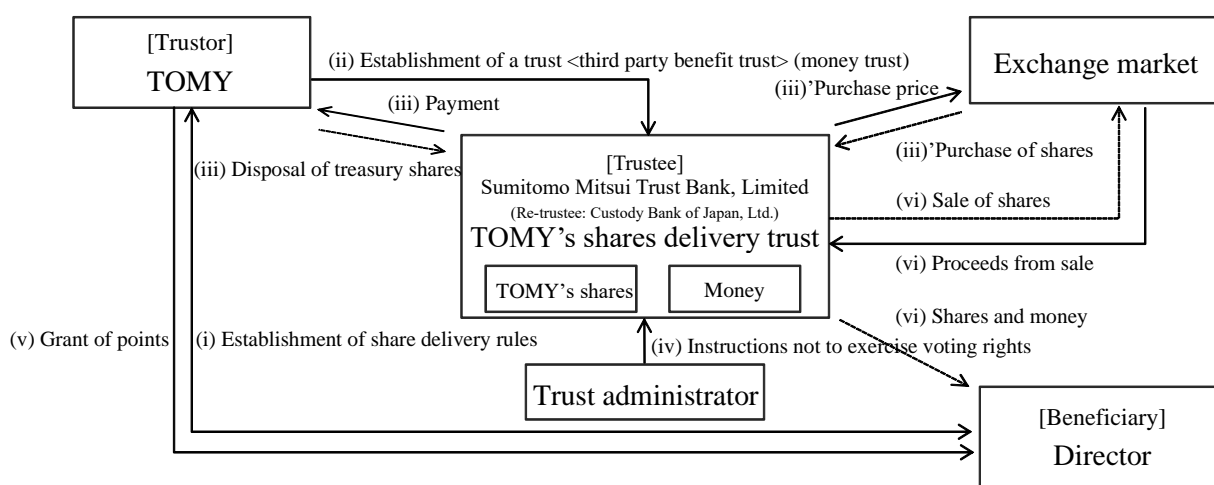 [Trustor]
TOMY
(ii) Establishment of a trust <third party benefit trust> (money trust)
Exchange market
(iii) Payment
(iii)’Purchase price
(iii) Disposal of treasury shares
(iii)’Purchase of shares
[Trustee]
Sumitomo Mitsui Trust Bank, Limited
(Re-trustee: Custody Bank of Japan, Ltd.)
TOMY’s shares delivery trust
TOMY’s shares
Money
(vi) Sale of shares
(vi) Proceeds from sale
(v) Grant of points
(i) Establishment of share delivery rules
(vi) Shares and money
(iv) Instructions not to exercise voting rights
Trust administrator
[Beneficiary]
Director